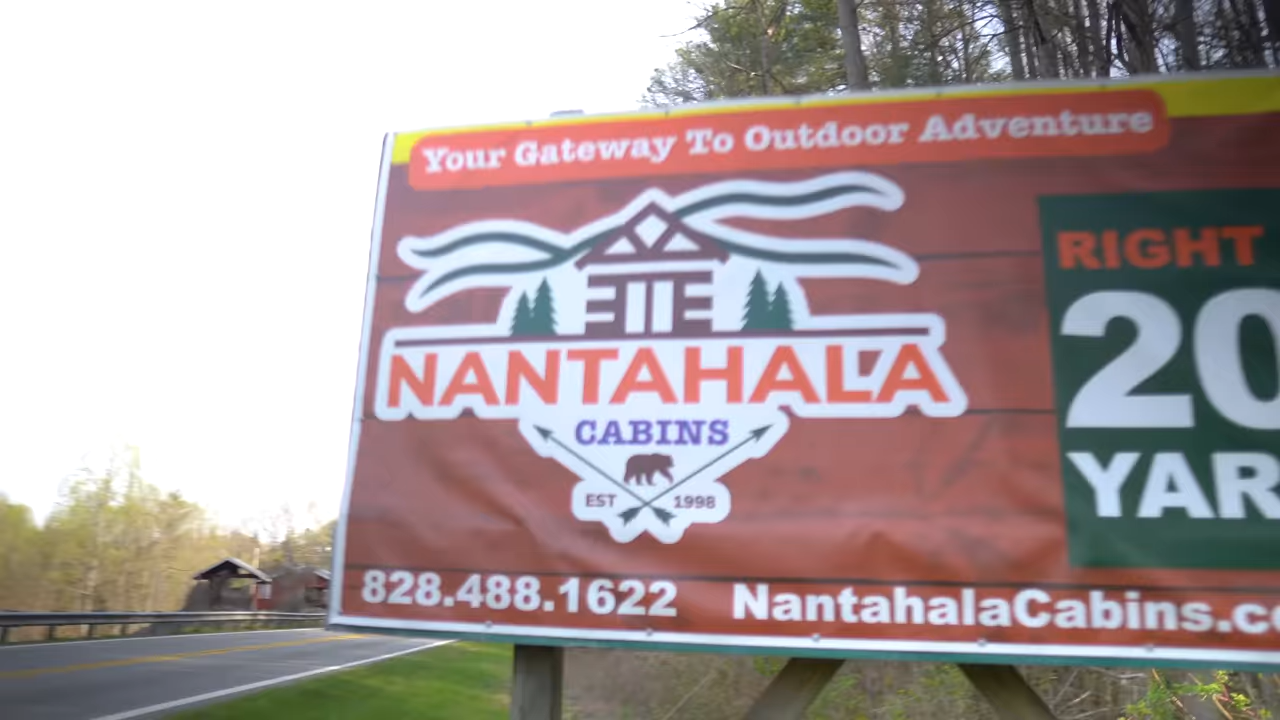 Your Gateway To Outdoor Adventure
NANTAHALA
CABINS
EST 1998
828.488.1622 NantahalaCabins.co
RIGHT
20
YAR